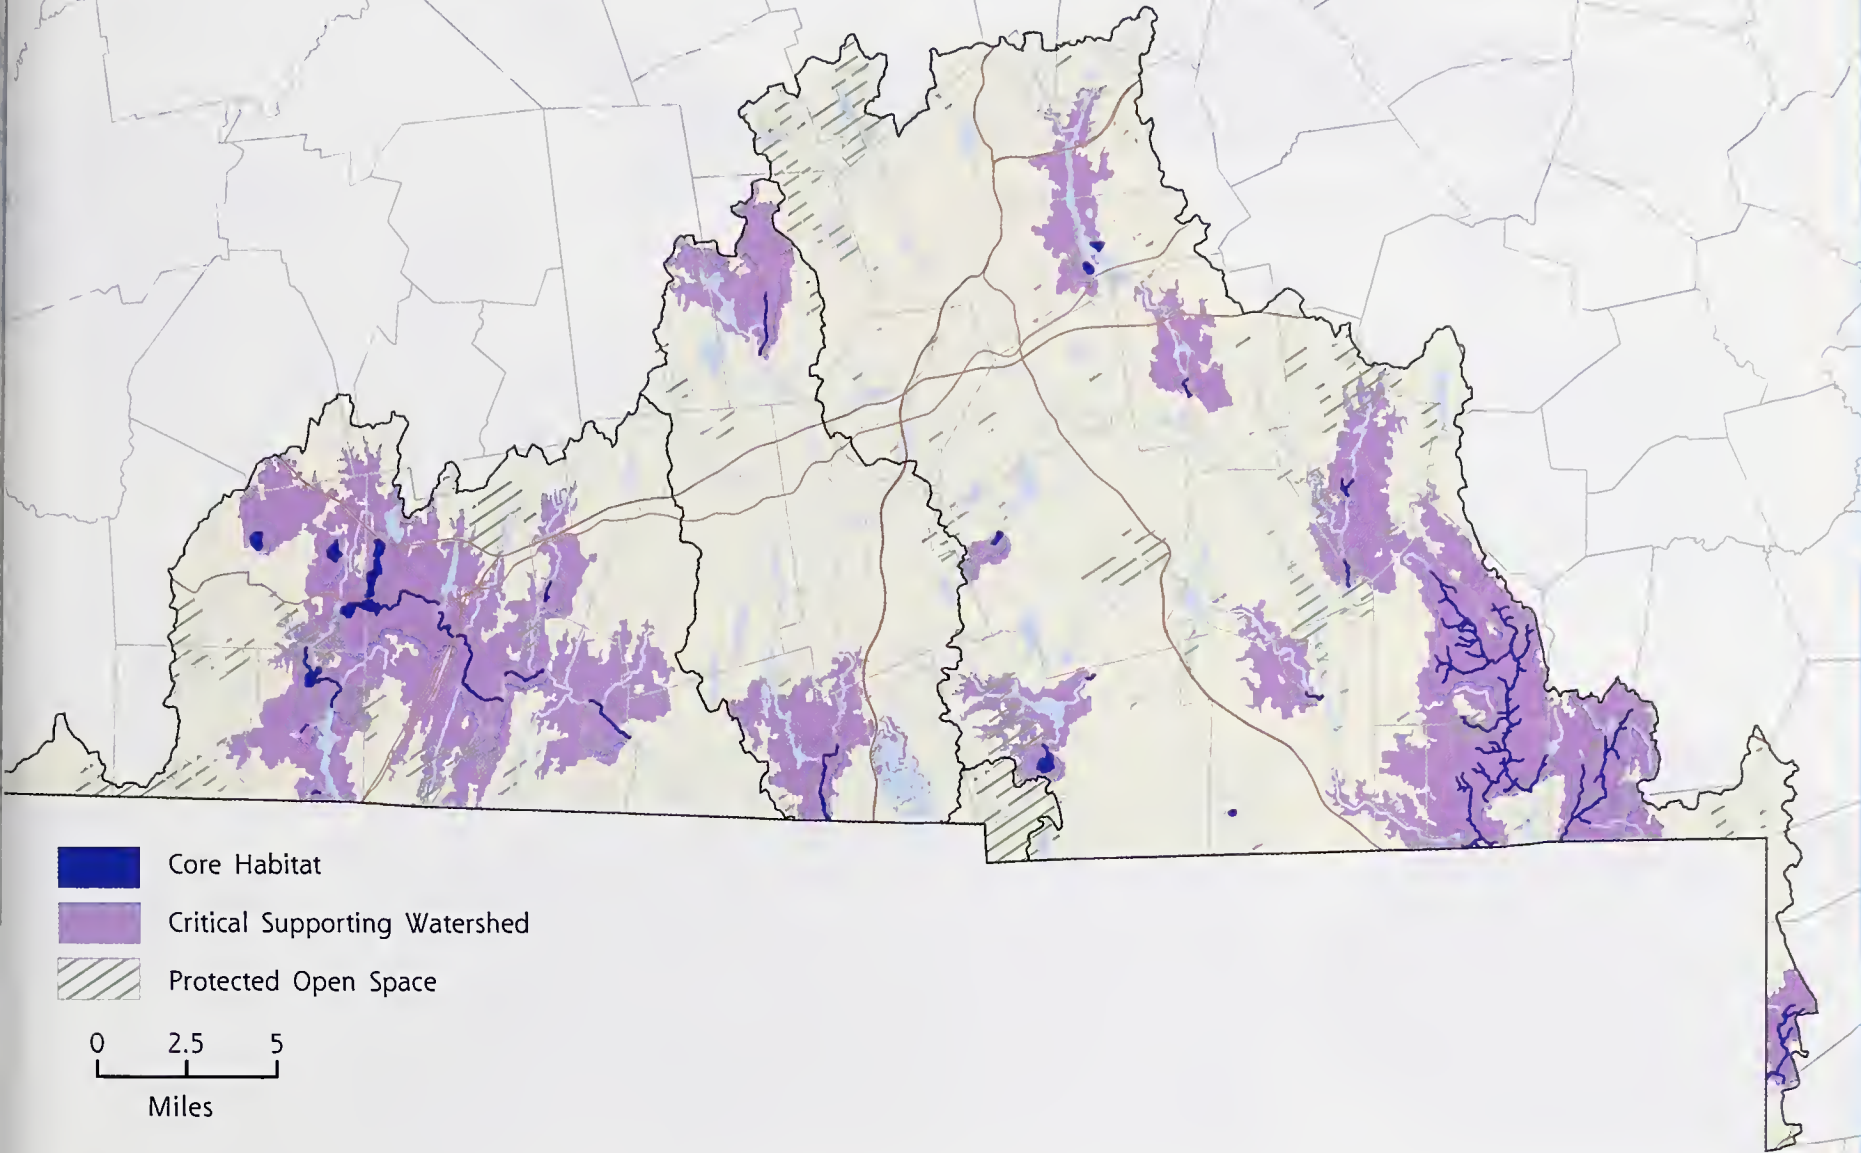 Core Habitat
Critical Supporting Watershed
Protected Open Space
0 2.5 5
Miles